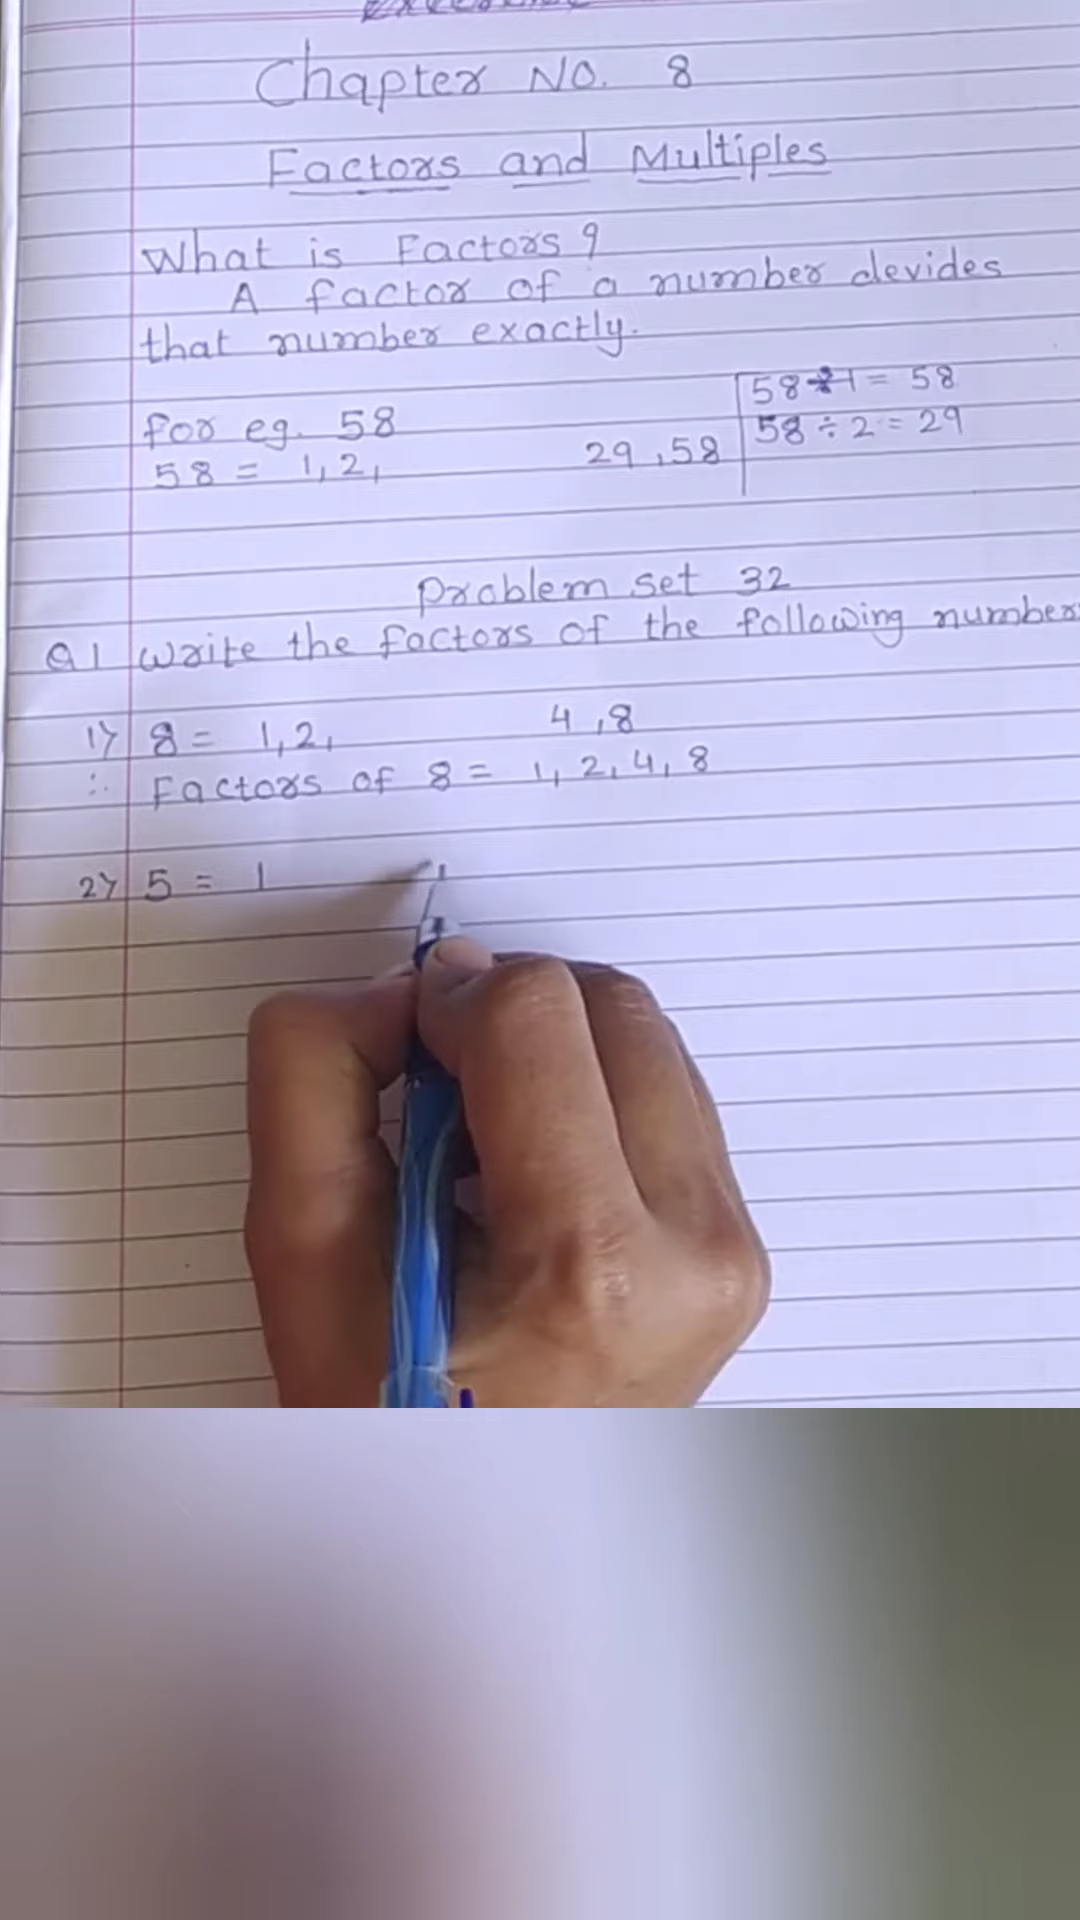 Chapter NO. 8
Factors and Multiples
What is Factors ?
A factor of a number devides
that number exactly.
58 ÷ 1 = 58
for eg. 58
58 ÷ 2 = 29
58 = 1, 2, 29, 58
Problem set 32
Q1 Write the factors of the following number
1) 8 = 1, 2, 4, 8
∴ Factors of 8 = 1, 2, 4, 8
2) 5 = 1